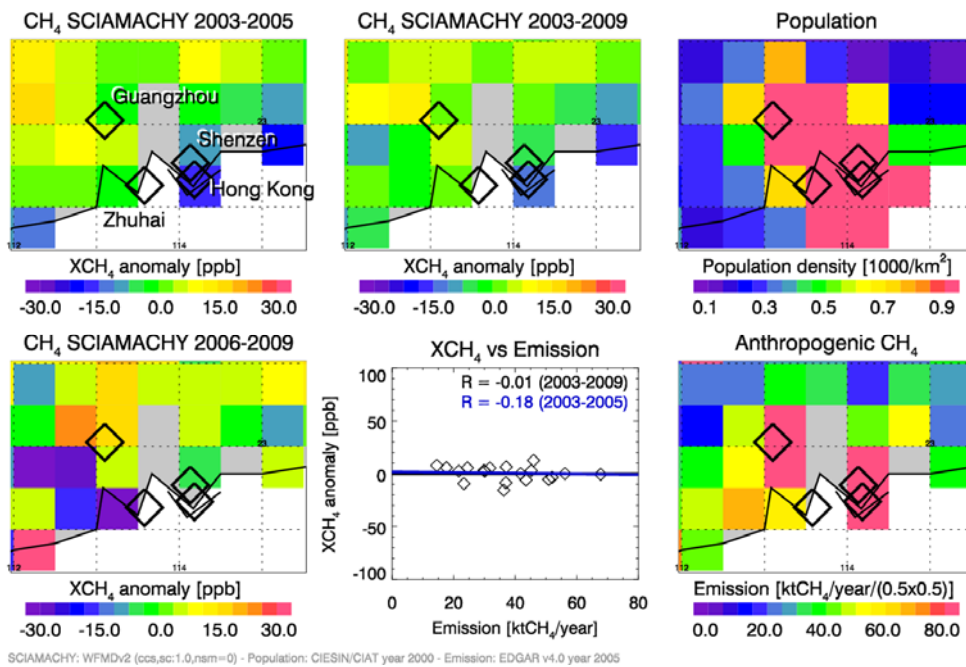 CH4 SCIAMACHY 2003-2005
CH4 SCIAMACHY 2003-2009
Population
Guangzhou
Shenzen
Hong Kong
Zhuhai
23
112
114
23
112
114
23
112
114
XCH4 anomaly [ppb]
-30.0 -15.0 0.0 15.0 30.0
XCH4 anomaly [ppb]
-30.0 -15.0 0.0 15.0 30.0
Population density [1000/km2]
0.1 0.3 0.5 0.7 0.9
CH4 SCIAMACHY 2006-2009
XCH4 vs Emission
Anthropogenic CH4
R = -0.01 (2003-2009)
R = -0.18 (2003-2005)
XCH4 anomaly [ppb]
100
50
0
-50
-100
0 20 40 60 80
Emission [ktCH4/year]
23
112
114
23
112
114
XCH4 anomaly [ppb]
-30.0 -15.0 0.0 15.0 30.0
Emission [ktCH4/year/(0.5x0.5)]
0.0 20.0 40.0 60.0 80.0
SCIAMACHY: WFMDv2 (ccs,sc:1.0,nsm=0) - Population: CIESIN/CIAT year 2000 - Emission: EDGAR v4.0 year 2005